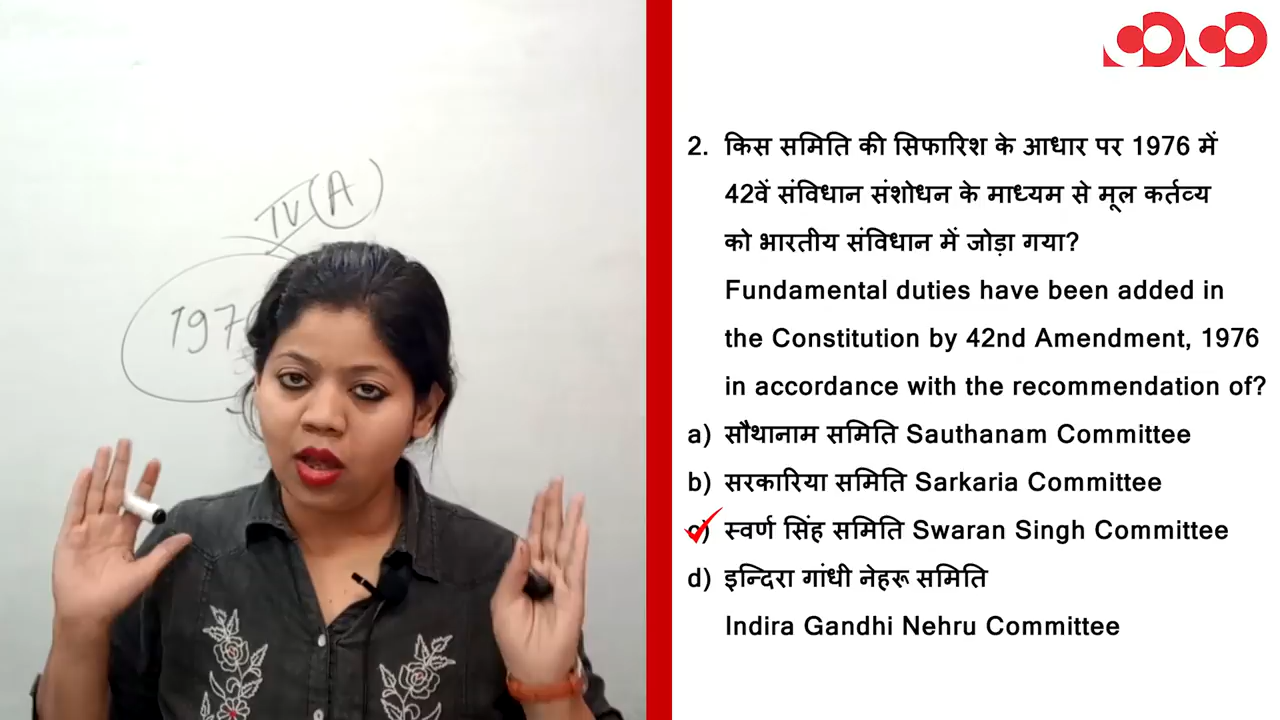 IV (A)
197
2. किस समिति की सिफारिश के आधार पर 1976 में
42वें संविधान संशोधन के माध्यम से मूल कर्तव्य
को भारतीय संविधान में जोड़ा गया?
Fundamental duties have been added in
the Constitution by 42nd Amendment, 1976
in accordance with the recommendation of?
a) सौथानाम समिति Sauthanam Committee
b) सरकारिया समिति Sarkaria Committee
c) स्वर्ण सिंह समिति Swaran Singh Committee
d) इन्दिरा गांधी नेहरू समिति
Indira Gandhi Nehru Committee